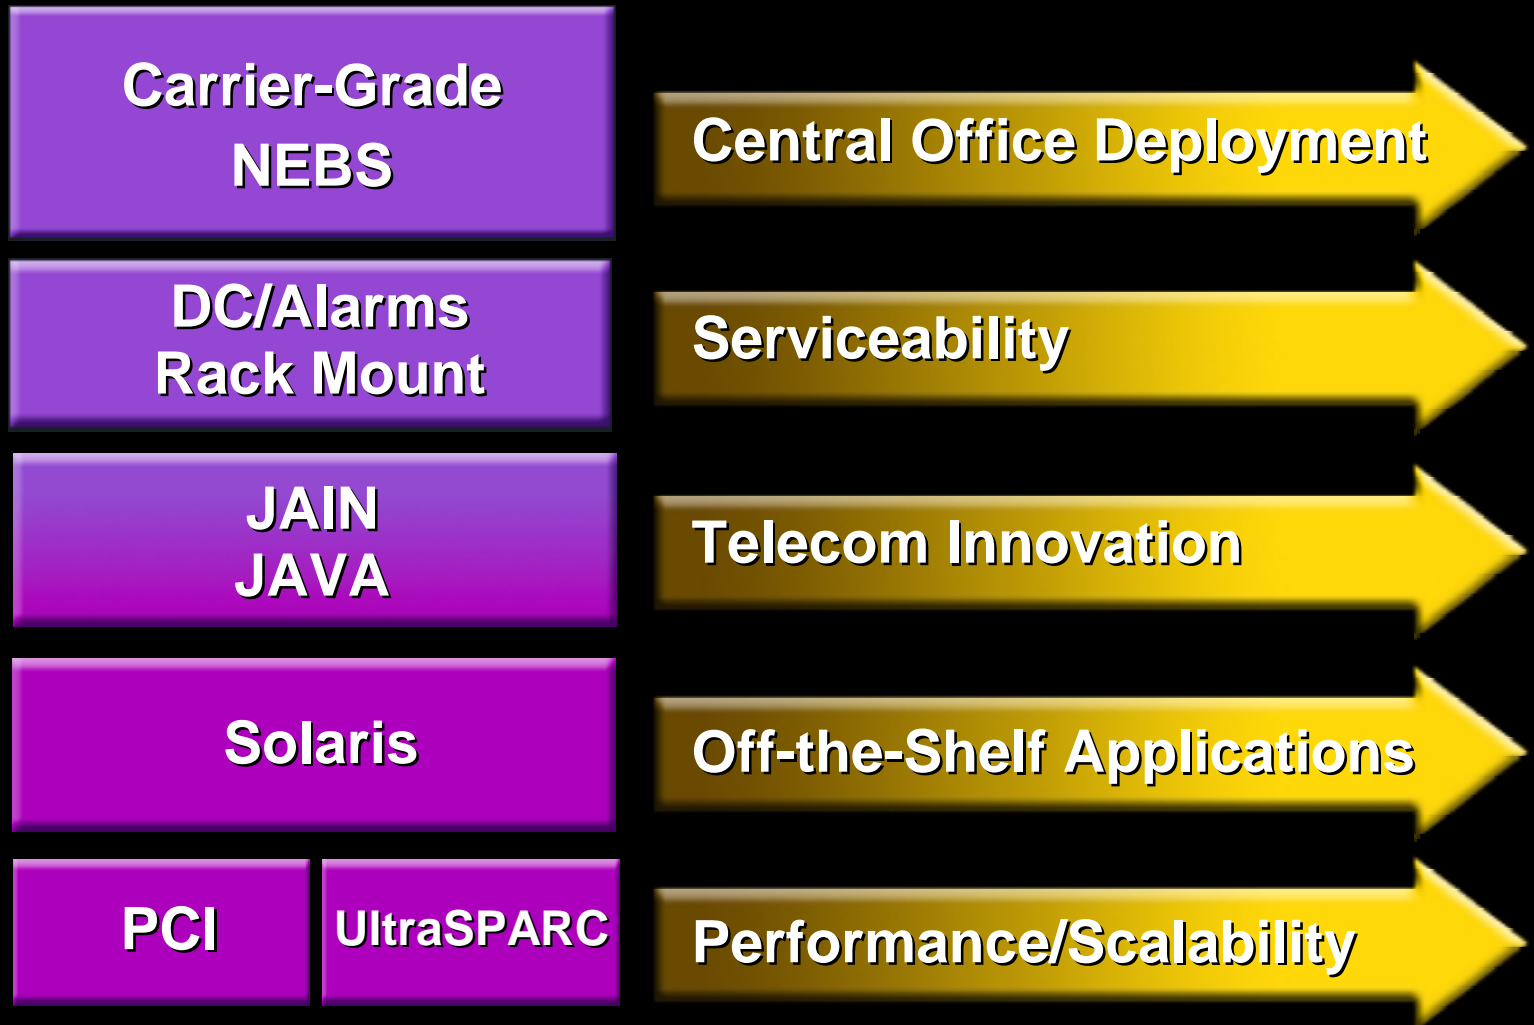 Carrier-Grade
NEBS
Central Office Deployment
DC/Alarms
Rack Mount
Serviceability
JAIN
JAVA
Telecom Innovation
Solaris
Off-the-Shelf Applications
PCI
UltraSPARC
Performance/Scalability